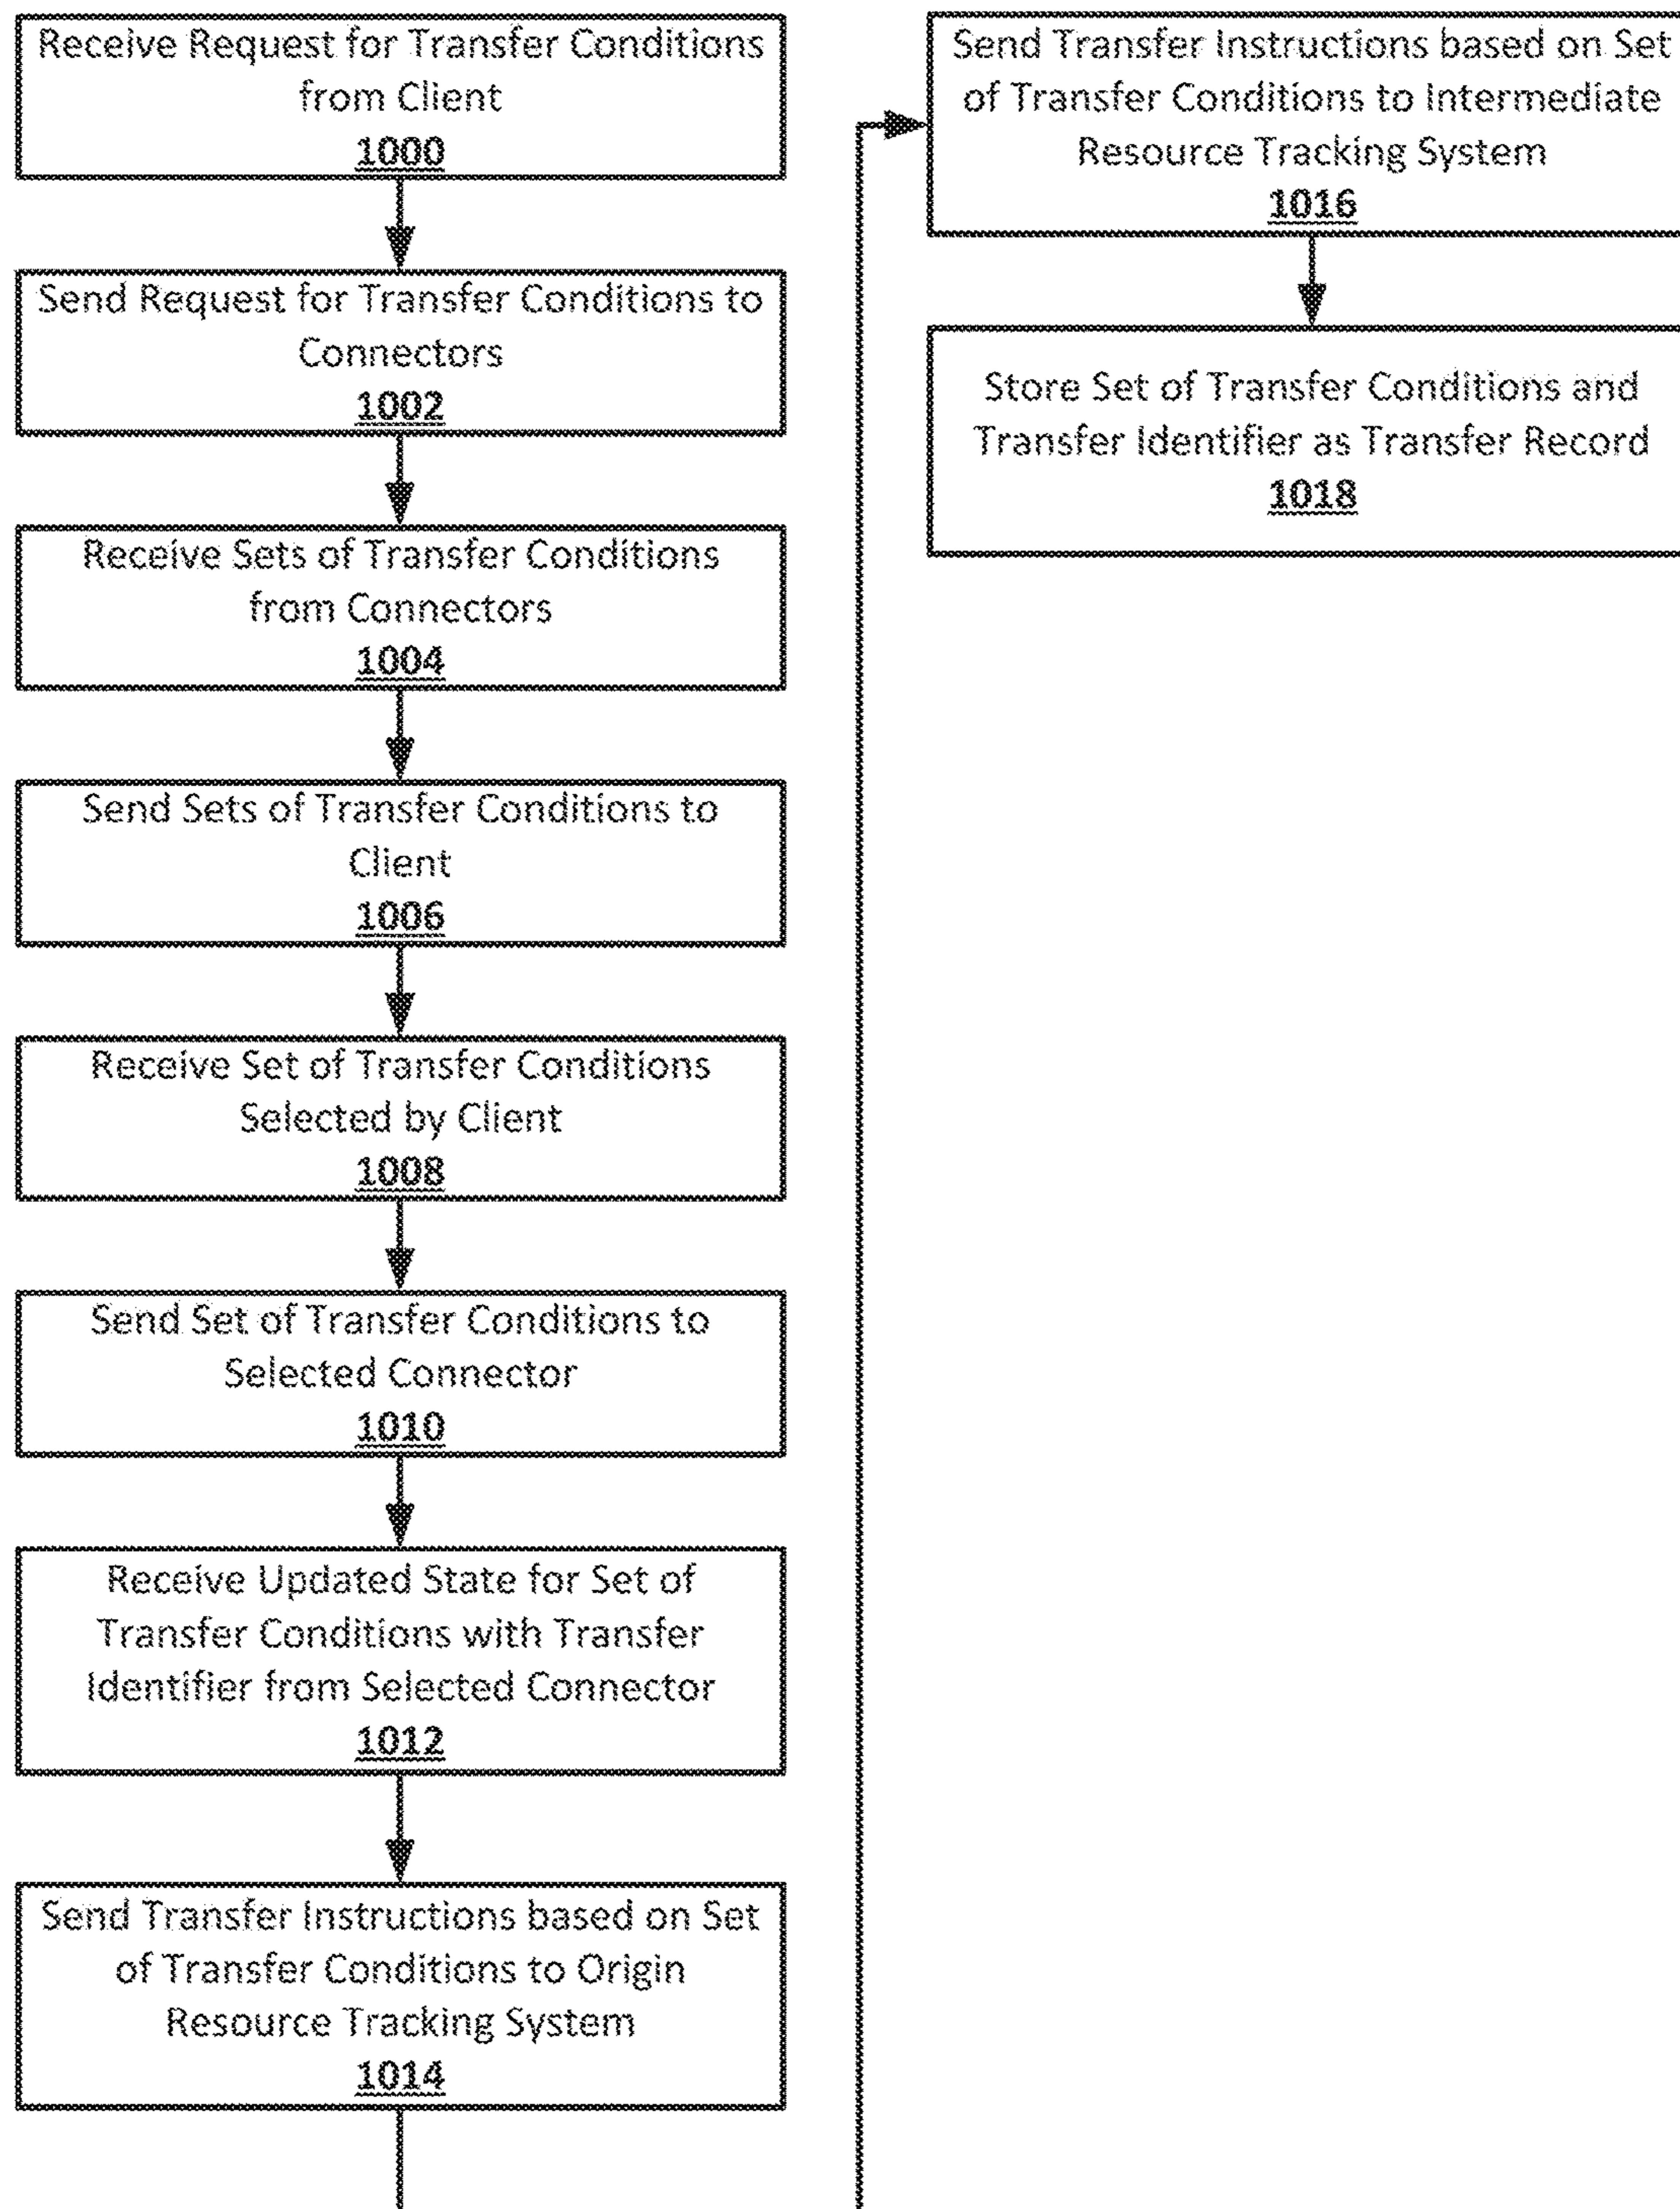 Receive Request for Transfer Conditions
from Client
1000
Send Request for Transfer Conditions to
Connectors
1002
Receive Sets of Transfer Conditions
from Connectors
1004
Send Sets of Transfer Conditions to
Client
1006
Receive Set of Transfer Conditions
Selected by Client
1008
Send Set of Transfer Conditions to
Selected Connector
1010
Receive Updated State for Set of
Transfer Conditions with Transfer
Identifier from Selected Connector
1012
Send Transfer Instructions based on Set
of Transfer Conditions to Origin
Resource Tracking System
1014
Send Transfer Instructions based on Set
of Transfer Conditions to Intermediate
Resource Tracking System
1016
Store Set of Transfer Conditions and
Transfer Identifier as Transfer Record
1018